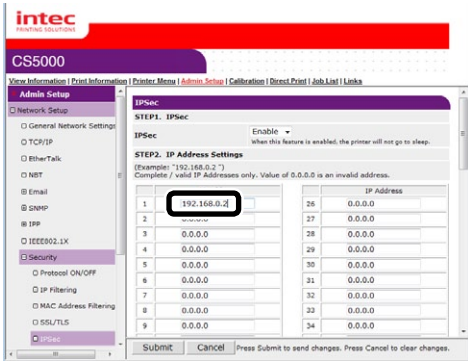 intec
PRINTING SOLUTIONS
CS5000
View Information | Print Information | Printer Menu | Admin Setup | Calibration | Direct Print | Job List | Links
Admin Setup
Network Setup
General Network Settings
TCP/IP
EtherTalk
NBT
Email
SNMP
IPP
IEEE802.1X
Security
Protocol ON/OFF
IP Filtering
MAC Address Filtering
SSL/TLS
IPSec
IPSec
STEP1. IPSec
IPSec
Enable
When this feature is enabled, the printer will not go to sleep.
STEP2. IP Address Settings
(Example: "192.168.0.2 ")
Complete / valid IP Addresses only. Value of 0.0.0.0 is an invalid address.
IP Address
1 192.168.0.2 26 0.0.0.0
2 0.0.0.0 27 0.0.0.0
3 0.0.0.0 28 0.0.0.0
4 0.0.0.0 29 0.0.0.0
5 0.0.0.0 30 0.0.0.0
6 0.0.0.0 31 0.0.0.0
7 0.0.0.0 32 0.0.0.0
8 0.0.0.0 33 0.0.0.0
9 0.0.0.0 34 0.0.0.0
Submit Cancel Press Submit to send changes. Press Cancel to clear changes.